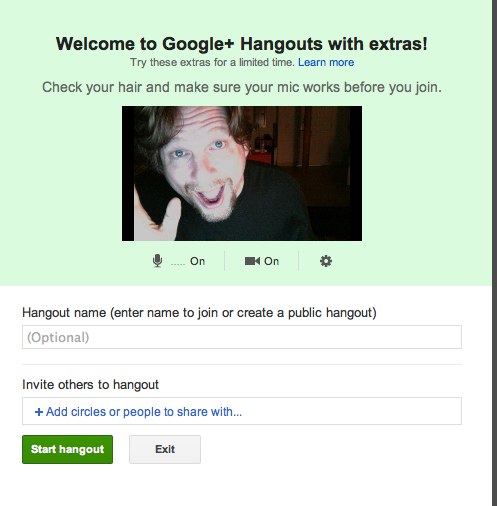 Welcome to Google+ Hangouts with extras!
Try these extras for a limited time. Learn more
Check your hair and make sure your mic works before you join.
On On
Hangout name (enter name to join or create a public hangout)
(Optional)
Invite others to hangout
+ Add circles or people to share with...
Start hangout Exit